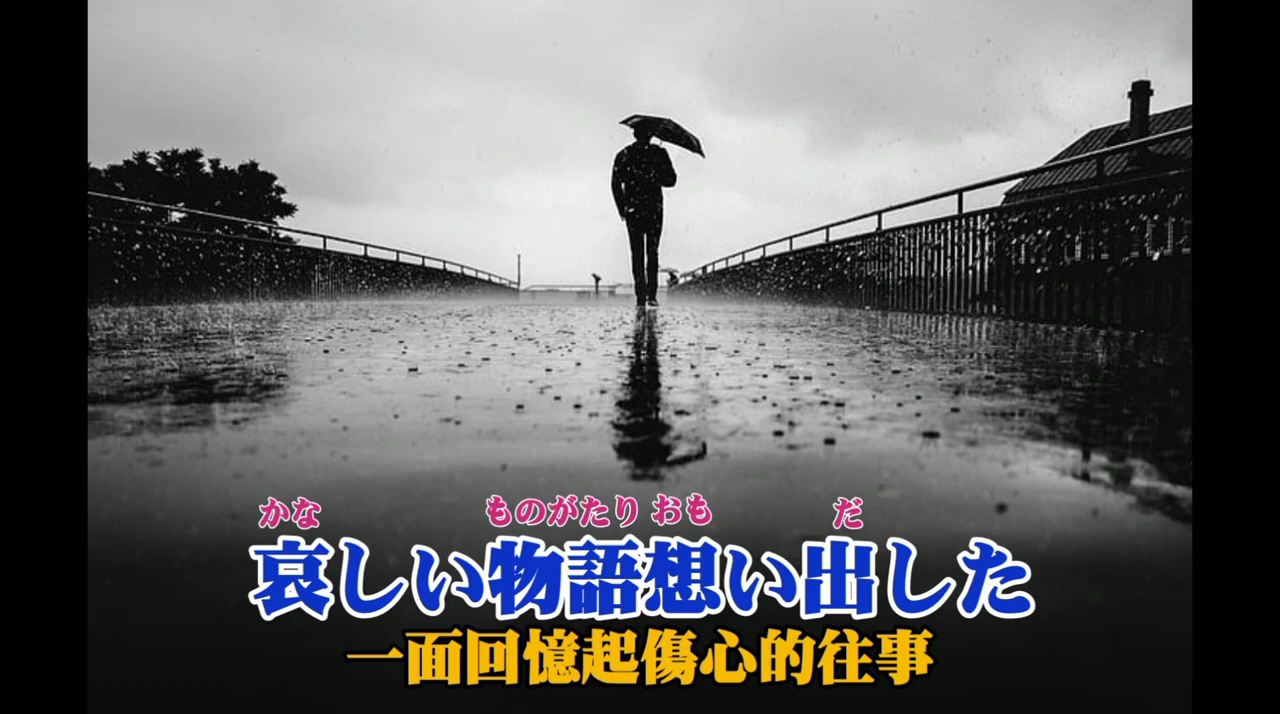 かな ものがたり おも だ
哀しい物語想い出した
一面回憶起傷心的往事